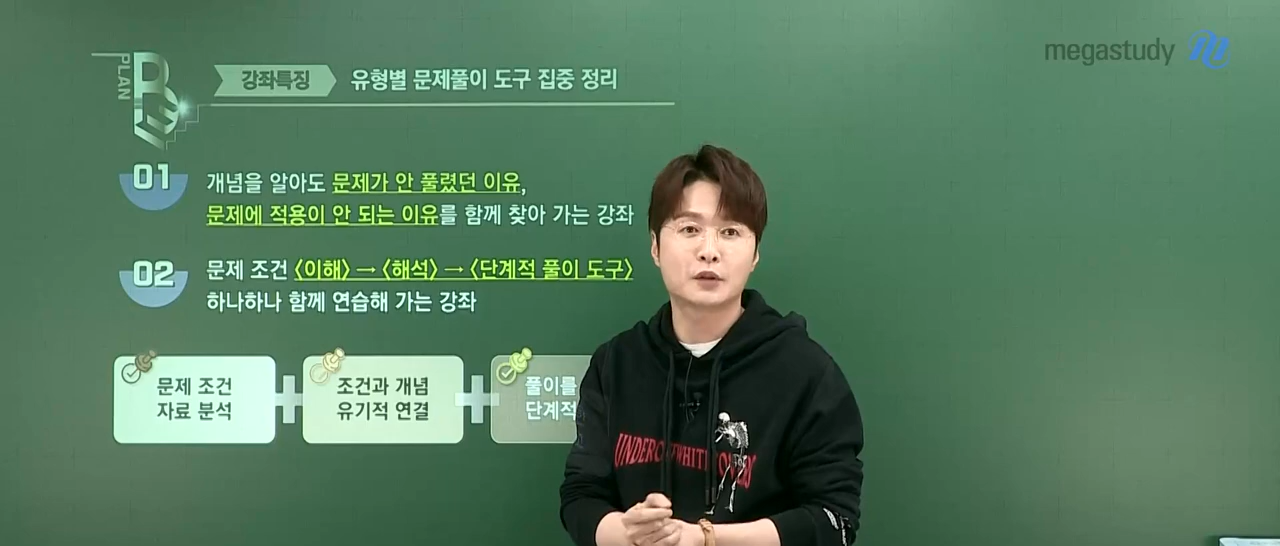 megastudy
PLAN
강좌특징
유형별 문제풀이 도구 집중 정리
01
개념을 알아도 문제가 안 풀렸던 이유,
문제에 적용이 안 되는 이유를 함께 찾아 가는 강좌
02
문제 조건 <이해> → <해석> → <단계적 풀이 도구>
하나하나 함께 연습해 가는 강좌
문제 조건
자료 분석
+
조건과 개념
유기적 연결
+
풀이를
단계적